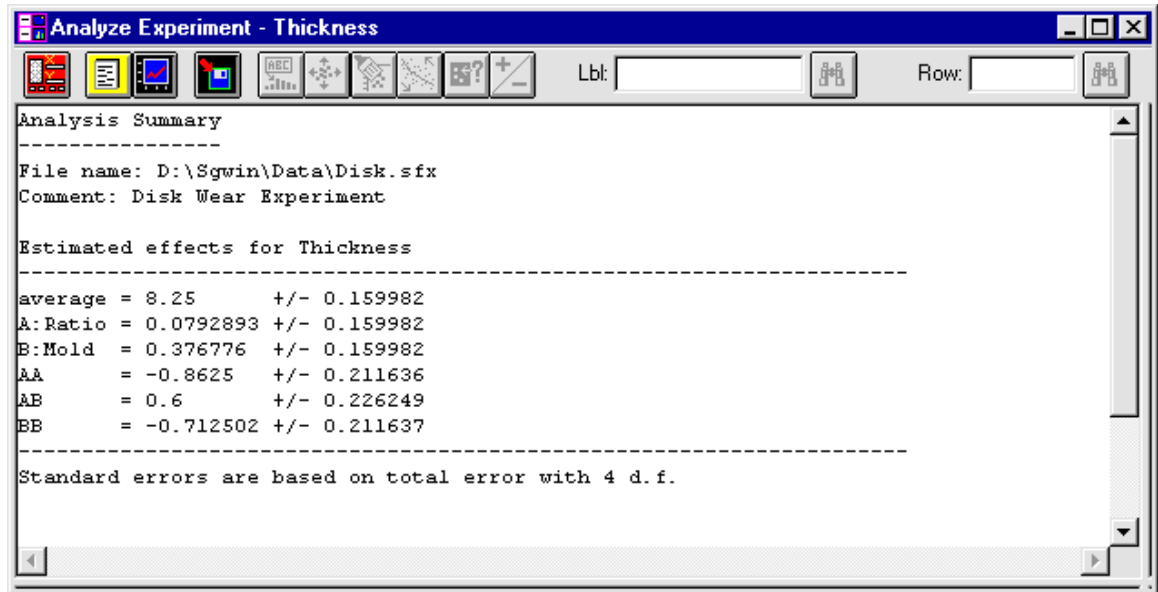 Analyze Experiment - Thickness
ABC
Lbl: Row:
Analysis Summary
----------------
File name: D:\Sgwin\Data\Disk.sfx
Comment: Disk Wear Experiment
Estimated effects for Thickness
----------------------------------------------------------------------
average = 8.25 +/- 0.159982
A:Ratio = 0.0792893 +/- 0.159982
B:Mold = 0.376776 +/- 0.159982
AA = -0.8625 +/- 0.211636
AB = 0.6 +/- 0.226249
BB = -0.712502 +/- 0.211637
----------------------------------------------------------------------
Standard errors are based on total error with 4 d.f.